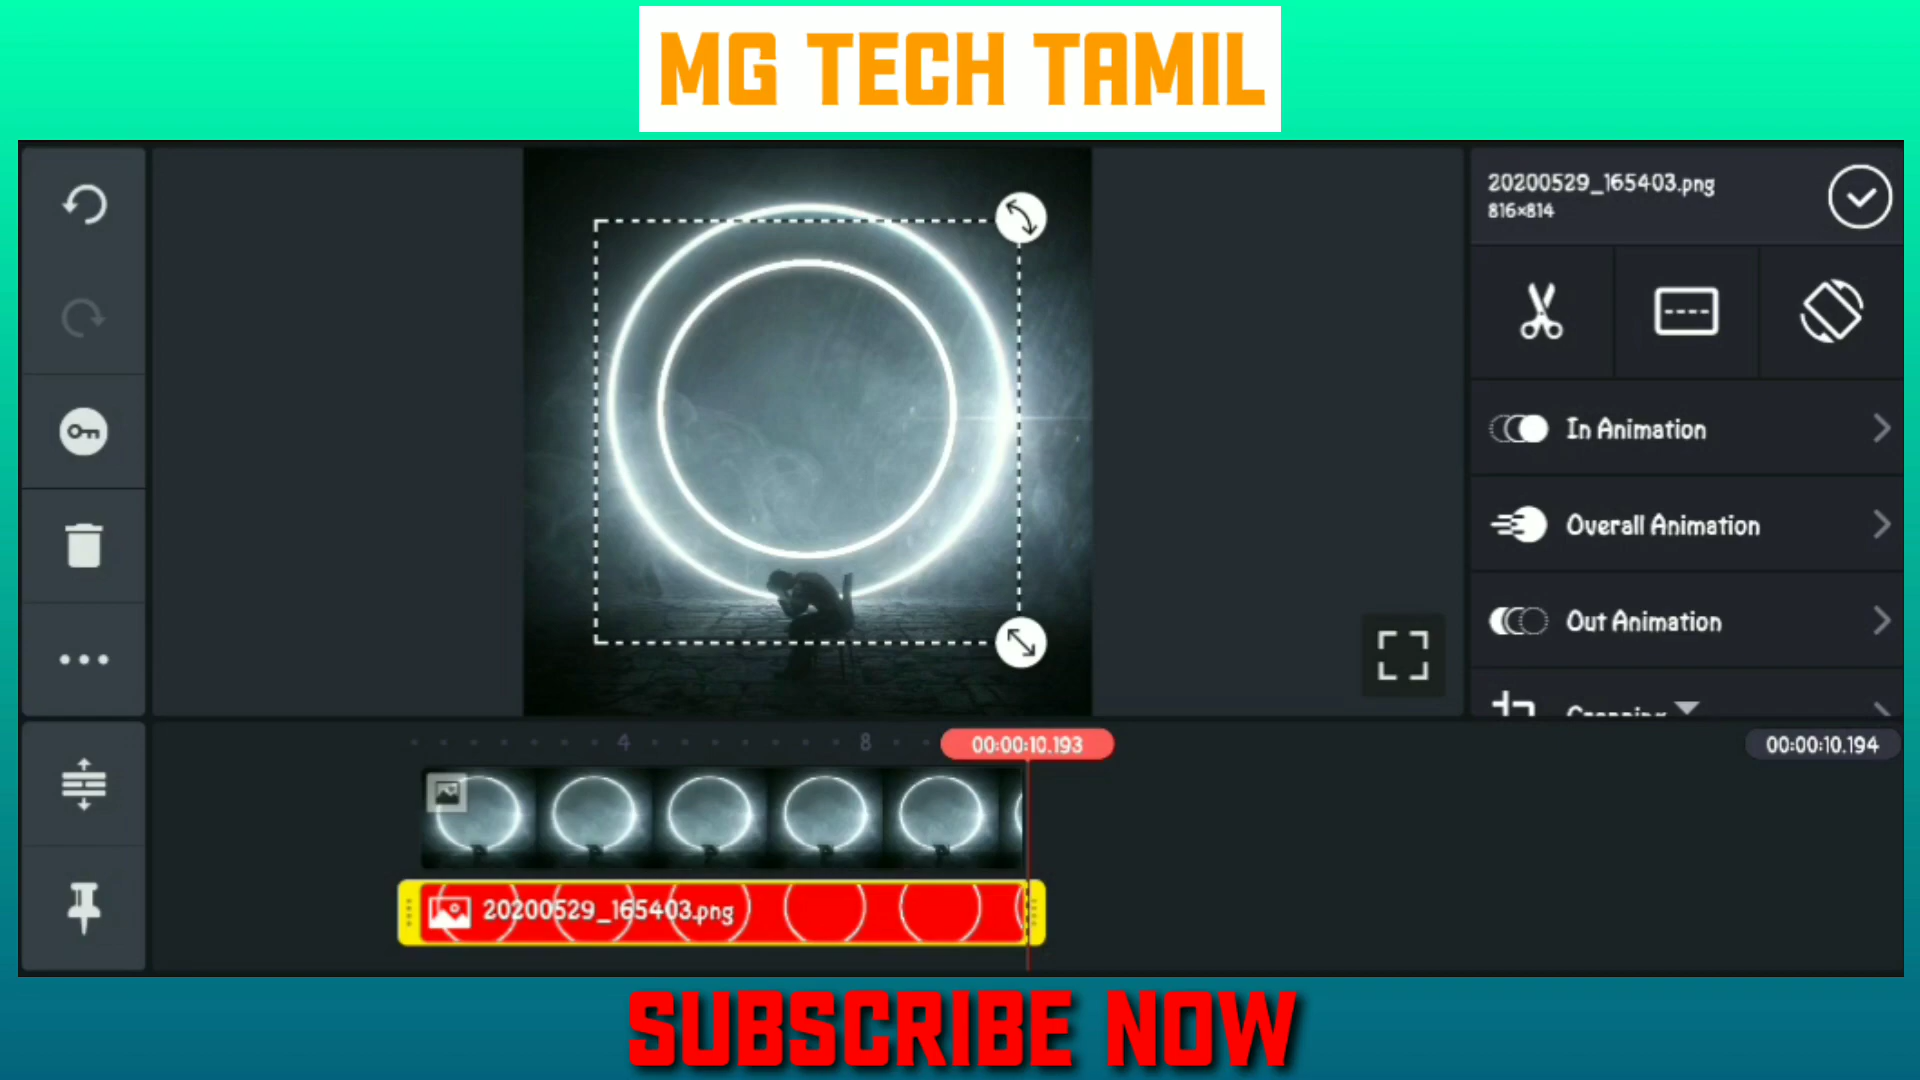 MG TECH TAMIL
20200529_165403.png
816×814
In Animation
Overall Animation
Out Animation
Cropping
4
8
00:00:10.193
00:00:10.194
20200529_165403.png
SUBSCRIBE NOW